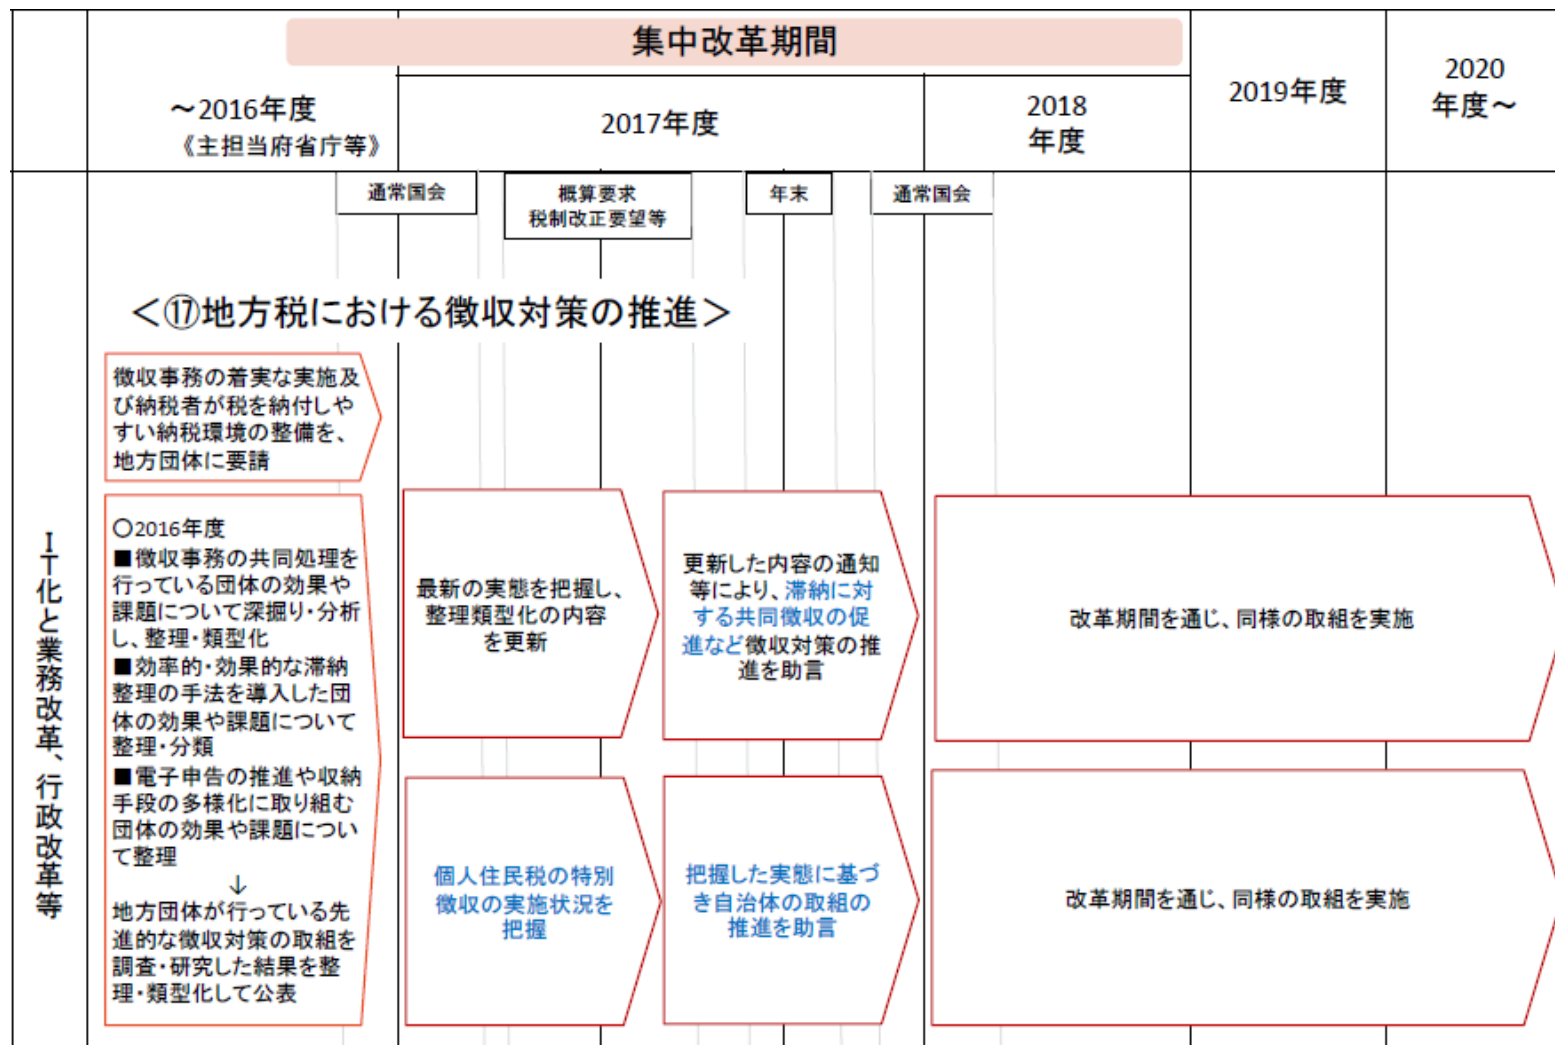 集中改革期間
～2016年度
《主担当府省庁等》
2017年度
2018
年度
2019年度
2020
年度～
通常国会
概算要求
税制改正要望等
年末
通常国会
＜⑰地方税における徴収対策の推進＞
IT化と業務改革、行政改革等
徴収事務の着実な実施及
び納税者が税を納付しや
すい納税環境の整備を、
地方団体に要請
○2016年度
■徴収事務の共同処理を
行っている団体の効果や
課題について深掘り・分析
し、整理・類型化
■効率的・効果的な滞納
整理の手法を導入した団
体の効果や課題について
整理・分類
■電子申告の推進や収納
手段の多様化に取り組む
団体の効果や課題につい
て整理
↓
地方団体が行っている先
進的な徴収対策の取組を
調査・研究した結果を整
理・類型化して公表
最新の実態を把握し、
整理類型化の内容
を更新
更新した内容の通知
等により、滞納に対
する共同徴収の促
進など徴収対策の推
進を助言
改革期間を通じ、同様の取組を実施
個人住民税の特別
徴収の実施状況を
把握
把握した実態に基づ
き自治体の取組の
推進を助言
改革期間を通じ、同様の取組を実施